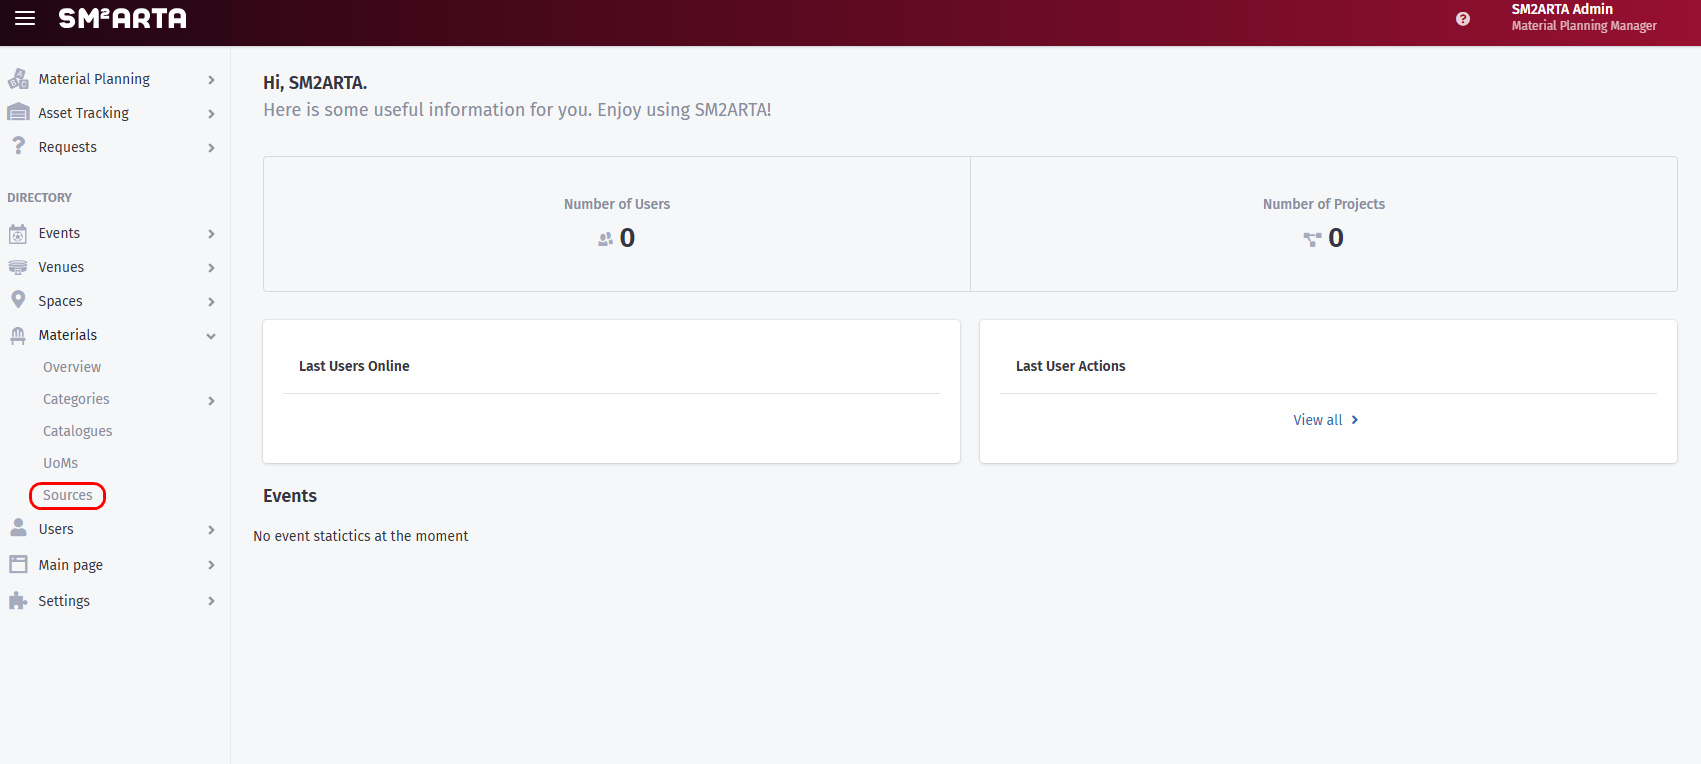 SM²ARTA
SM2ARTA Admin
Material Planning Manager
Material Planning
Asset Tracking
Requests
DIRECTORY
Events
Venues
Spaces
Materials
Overview
Categories
Catalogues
UoMs
Sources
Users
Main page
Settings
Hi, SM2ARTA.
Here is some useful information for you. Enjoy using SM2ARTA!
Number of Users
0
Number of Projects
0
Last Users Online
Last User Actions
View all
Events
No event statictics at the moment